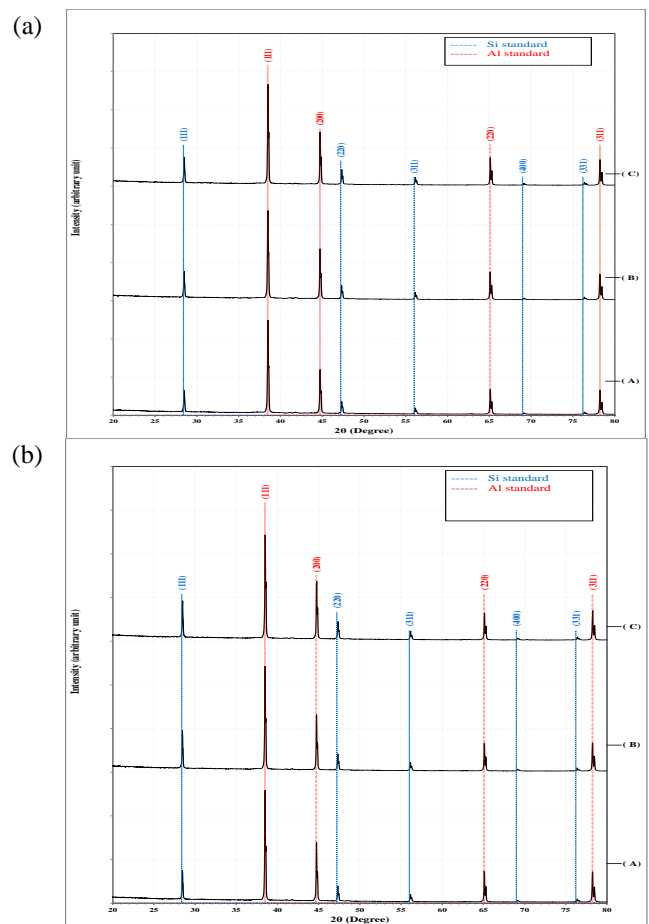 (a)
Si standard
Al standard
(111)
(111)
(200)
(220)
(311)
(220)
(400)
(331)
(311)
Intensity (arbitrary unit)
( C )
( B )
( A )
20 25 30 35 40 45 50 55 60 65 70 75 80
2θ (Degree)
(b)
Si standard
Al standard
(111)
(111)
(200)
(220)
(311)
(220)
(400)
(331)
(311)
Intensity (arbitrary unit)
( C )
( B )
( A )
20 25 30 35 40 45 50 55 60 65 70 75 80
2θ (Degree)